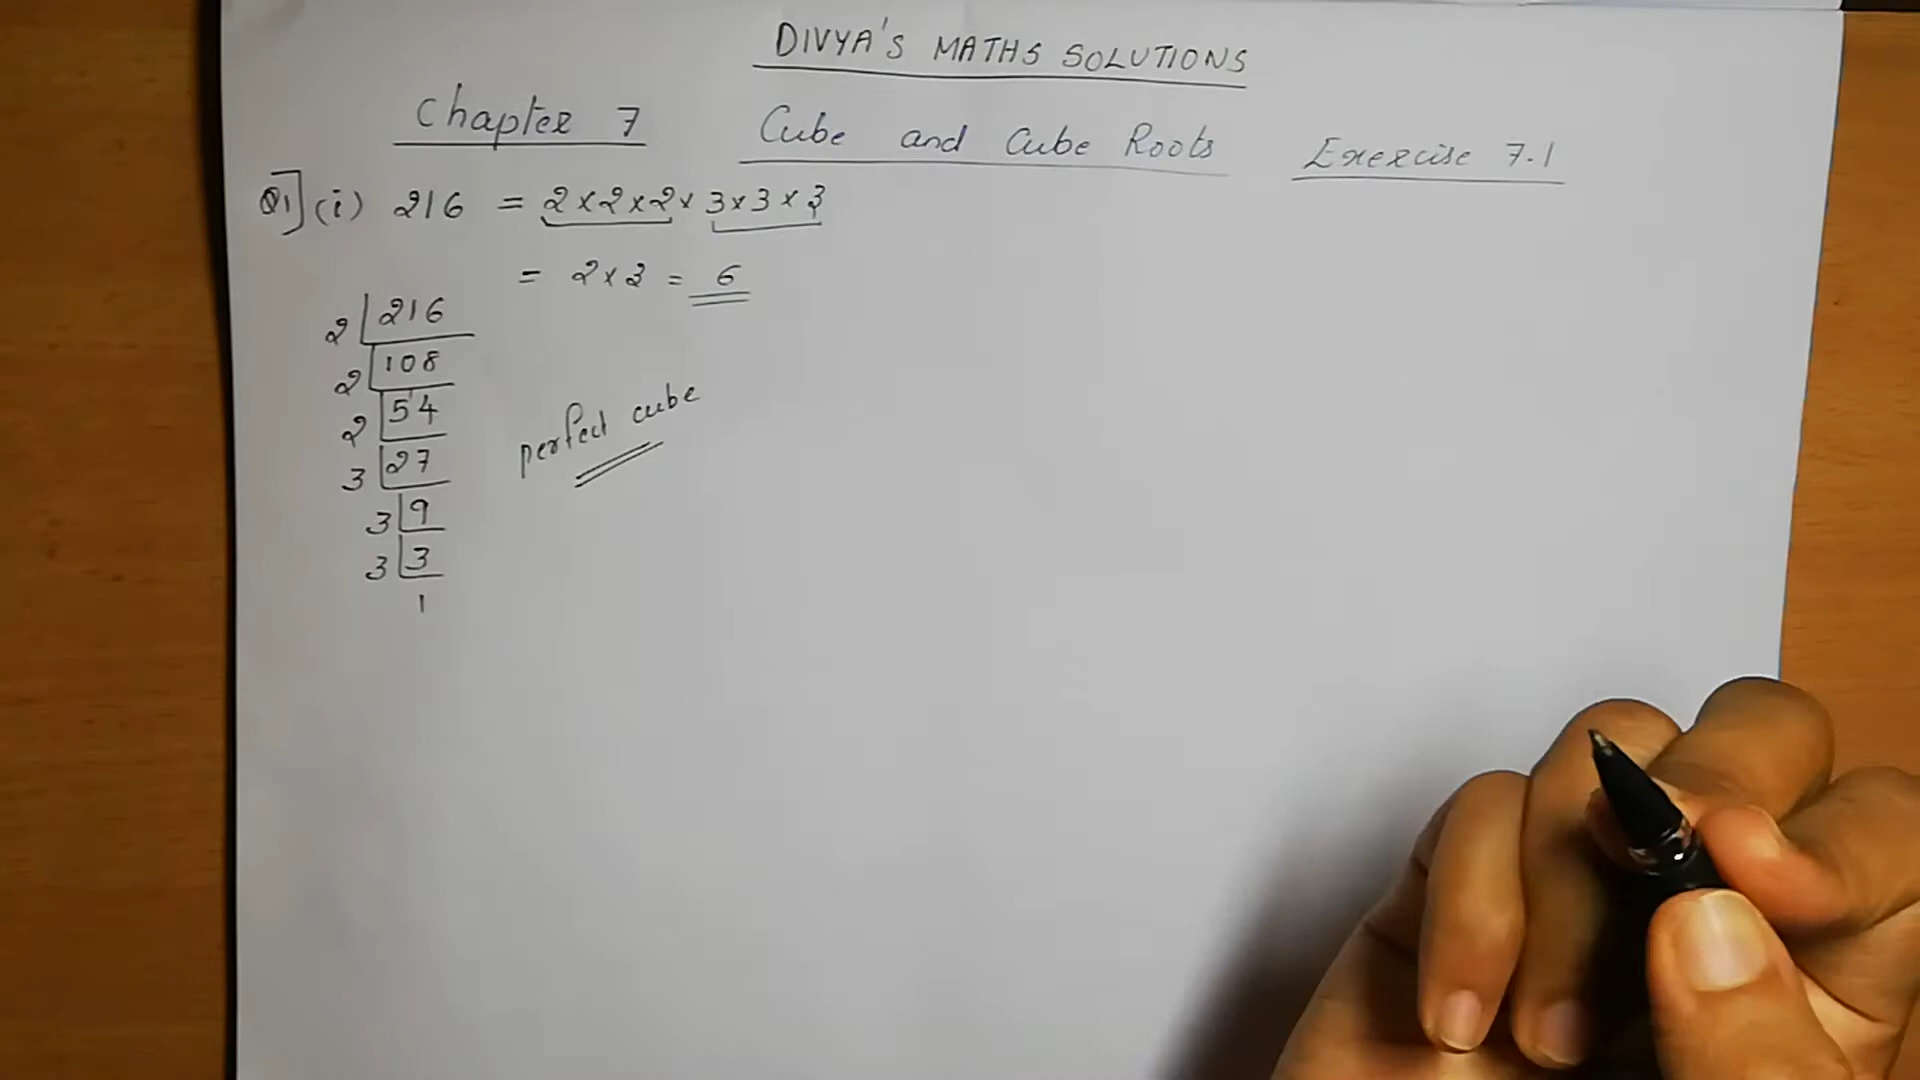 DIVYA'S MATHS SOLUTIONS
Chapter 7 Cube and Cube Roots Exercise 7.1
Q1] (i) 216 = 2×2×2×3×3×3
= 2×3 = 6
2 | 216
2 | 108
2 | 54
3 | 27
3 | 9
3 | 3
1
perfect cube